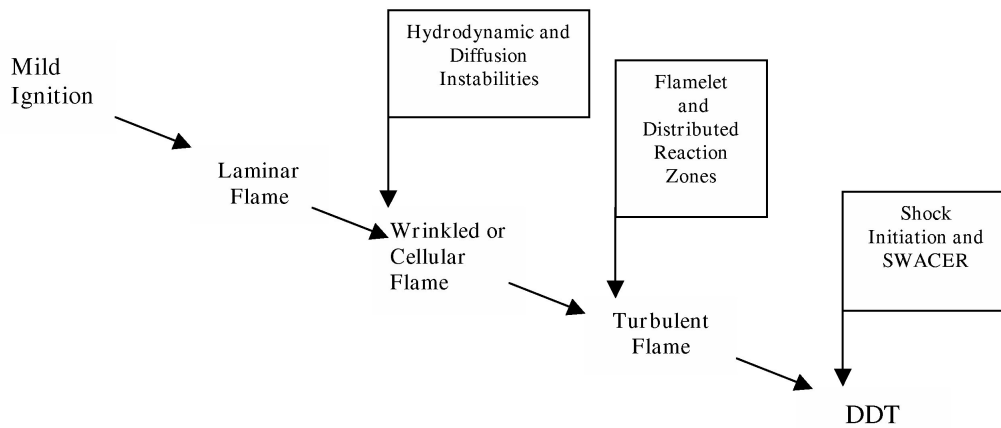 Mild
Ignition
Hydrodynamic and
Diffusion
Instabilities
Laminar
Flame
Wrinkled or
Cellular
Flame
Flamelet
and
Distributed
Reaction
Zones
Turbulent
Flame
Shock
Initiation and
SWACER
DDT